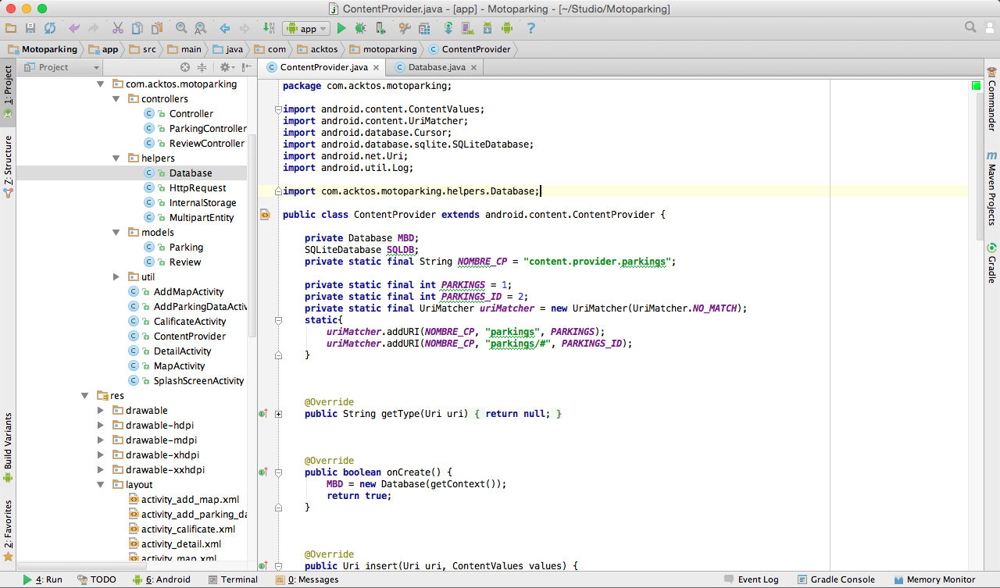 ContentProvider.java - [app] - Motoparking - [~/Studio/Motoparking]
app
Motoparking app src main java com acktos motoparking ContentProvider
Project
ContentProvider.java Database.java
1: Project
Z: Structure
Build Variants
2: Favorites
com.acktos.motoparking
controllers
Controller
ParkingController
ReviewController
helpers
Database
HttpRequest
InternalStorage
MultipartEntity
models
Parking
Review
util
AddMapActivity
AddParkingDataActiv
CalificateActivity
ContentProvider
DetailActivity
MapActivity
SplashScreenActivity
res
drawable
drawable-hdpi
drawable-mdpi
drawable-xhdpi
drawable-xxhdpi
layout
activity_add_map.xml
activity_add_parking_da
activity_calificate.xml
activity_detail.xml
activity_map.xml
package com.acktos.motoparking;
import android.content.ContentValues;
import android.content.UriMatcher;
import android.database.Cursor;
import android.database.sqlite.SQLiteDatabase;
import android.net.Uri;
import android.util.Log;
import com.acktos.motoparking.helpers.Database;
public class ContentProvider extends android.content.ContentProvider {
private Database MBD;
SQLiteDatabase SQLDB;
private static final String NOMBRE_CP = "content.provider.parkings";
private static final int PARKINGS = 1;
private static final int PARKINGS_ID = 2;
private static final UriMatcher uriMatcher = new UriMatcher(UriMatcher.NO_MATCH);
static{
uriMatcher.addURI(NOMBRE_CP, "parkings", PARKINGS);
uriMatcher.addURI(NOMBRE_CP, "parkings/#", PARKINGS_ID);
}
@Override
public String getType(Uri uri) { return null; }
@Override
public boolean onCreate() {
MBD = new Database(getContext());
return true;
}
@Override
public Uri insert(Uri uri, ContentValues values) {
Commander
Maven Projects
Gradle
4: Run TODO 6: Android Terminal 0: Messages Event Log Gradle Console Memory Monitor